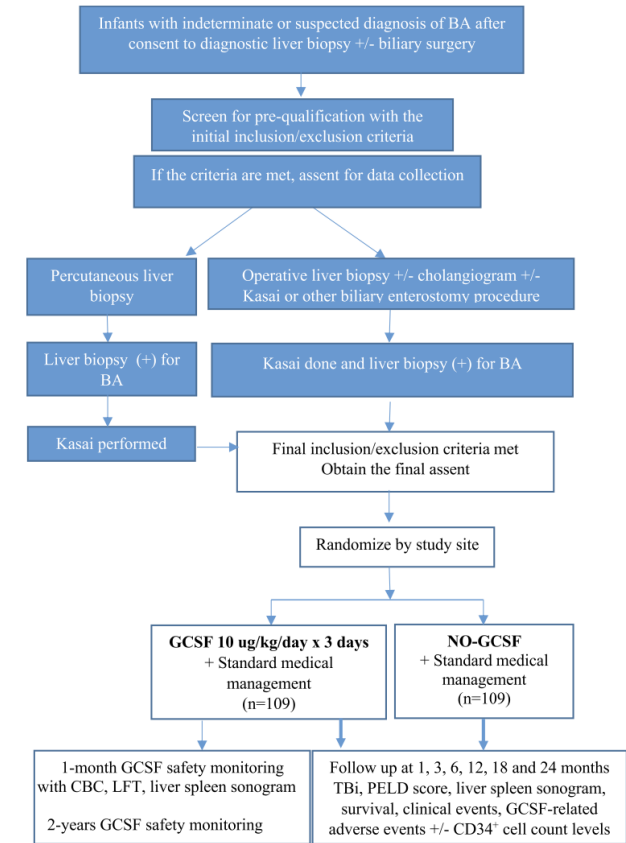 Infants with indeterminate or suspected diagnosis of BA after
consent to diagnostic liver biopsy +/- biliary surgery
Screen for pre-qualification with the
initial inclusion/exclusion criteria
If the criteria are met, assent for data collection
Percutaneous liver
biopsy
Operative liver biopsy +/- cholangiogram +/-
Kasai or other biliary enterostomy procedure
Liver biopsy (+) for
BA
Kasai done and liver biopsy (+) for BA
Kasai performed
Final inclusion/exclusion criteria met
Obtain the final assent
Randomize by study site
GCSF 10 ug/kg/day x 3 days
+ Standard medical
management
(n=109)
NO-GCSF
+ Standard medical
management
(n=109)
1-month GCSF safety monitoring
with CBC, LFT, liver spleen sonogram
2-years GCSF safety monitoring
Follow up at 1, 3, 6, 12, 18 and 24 months
TBi, PELD score, liver spleen sonogram,
survival, clinical events, GCSF-related
adverse events +/- CD34⁺ cell count levels